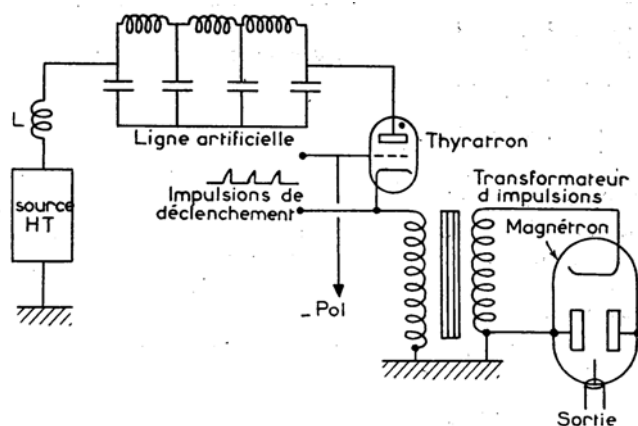 L
source
HT
Ligne artificielle
Thyratron
Impulsions de
déclenchement
_ Pol
Transformateur
d impulsions
Magnétron
Sortie